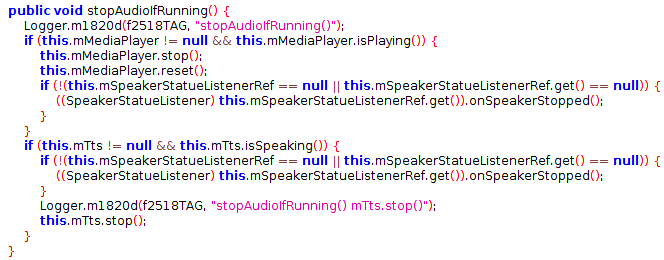 public void stopAudioIfRunning() {
    Logger.m1820d(f2518TAG, "stopAudioIfRunning()");
    if (this.mMediaPlayer != null && this.mMediaPlayer.isPlaying()) {
        this.mMediaPlayer.stop();
        this.mMediaPlayer.reset();
        if (!(this.mSpeakerStatueListenerRef == null || this.mSpeakerStatueListenerRef.get() == null)) {
            ((SpeakerStatueListener) this.mSpeakerStatueListenerRef.get()).onSpeakerStopped();
        }
    }
    if (this.mTts != null && this.mTts.isSpeaking()) {
        if (!(this.mSpeakerStatueListenerRef == null || this.mSpeakerStatueListenerRef.get() == null)) {
            ((SpeakerStatueListener) this.mSpeakerStatueListenerRef.get()).onSpeakerStopped();
        }
        Logger.m1820d(f2518TAG, "stopAudioIfRunning() mTts.stop()");
        this.mTts.stop();
    }
}